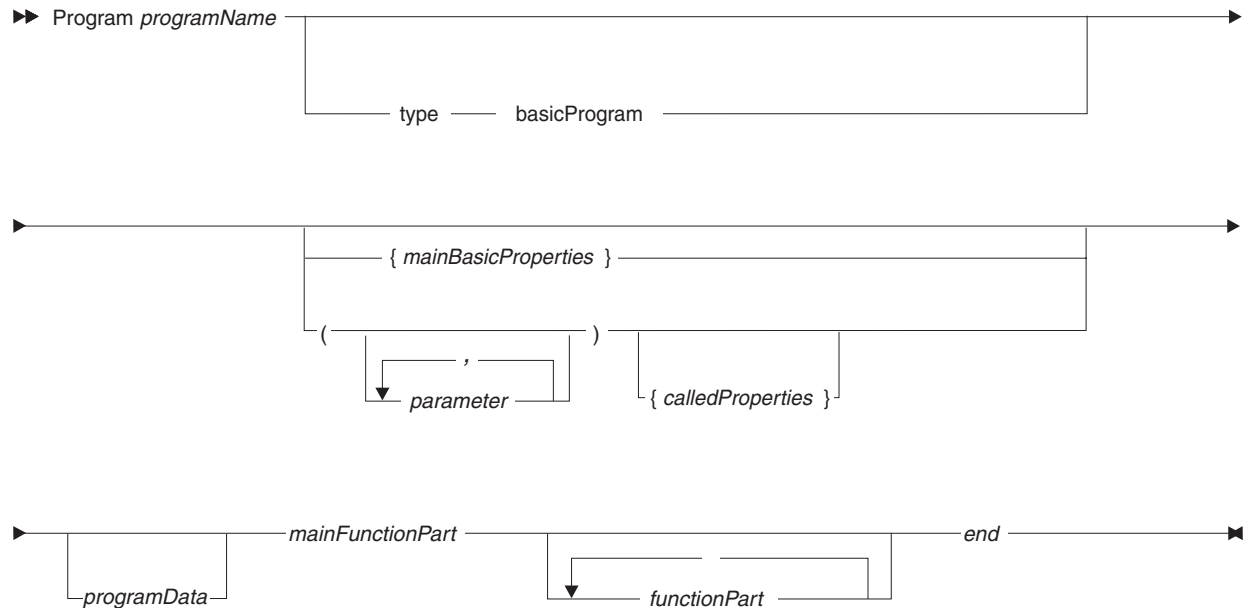 Program programName
type basicProgram
{ mainBasicProperties }
( )
,
parameter
{ calledProperties }
mainFunctionPart end
programData
functionPart